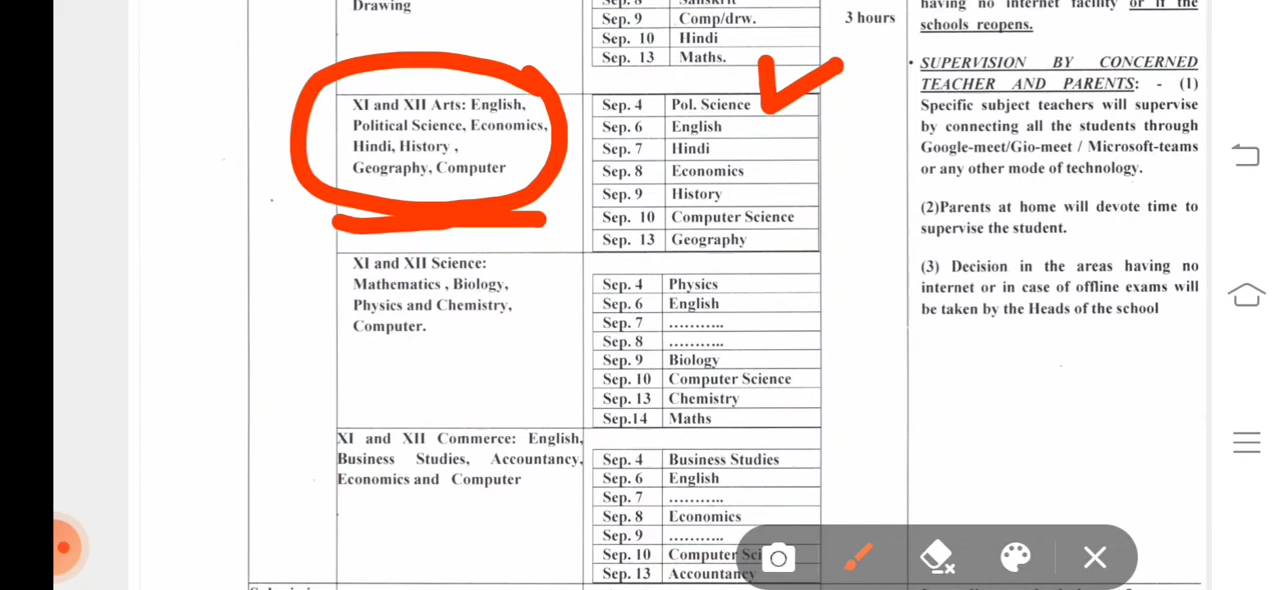 Drawing
Sep. 8 Sanskrit
Sep. 9 Comp/drw.
Sep. 10 Hindi
Sep. 13 Maths.
3 hours
XI and XII Arts: English,
Political Science, Economics,
Hindi, History ,
Geography, Computer
Sep. 4 Pol. Science
Sep. 6 English
Sep. 7 Hindi
Sep. 8 Economics
Sep. 9 History
Sep. 10 Computer Science
Sep. 13 Geography
XI and XII Science:
Mathematics , Biology,
Physics and Chemistry,
Computer.
Sep. 4 Physics
Sep. 6 English
Sep. 7 ...........
Sep. 8 ...........
Sep. 9 Biology
Sep. 10 Computer Science
Sep. 13 Chemistry
Sep.14 Maths
XI and XII Commerce: English,
Business Studies, Accountancy,
Economics and Computer
Sep. 4 Business Studies
Sep. 6 English
Sep. 7 ...........
Sep. 8 Economics
Sep. 9 ...........
Sep. 10 Computer Sci
Sep. 13 Accountancy
having no internet facility or if the
schools reopens.
• SUPERVISION BY CONCERNED
TEACHER AND PARENTS: - (1)
Specific subject teachers will supervise
by connecting all the students through
Google-meet/Gio-meet / Microsoft-teams
or any other mode of technology.
(2)Parents at home will devote time to
supervise the student.
(3) Decision in the areas having no
internet or in case of offline exams will
be taken by the Heads of the school